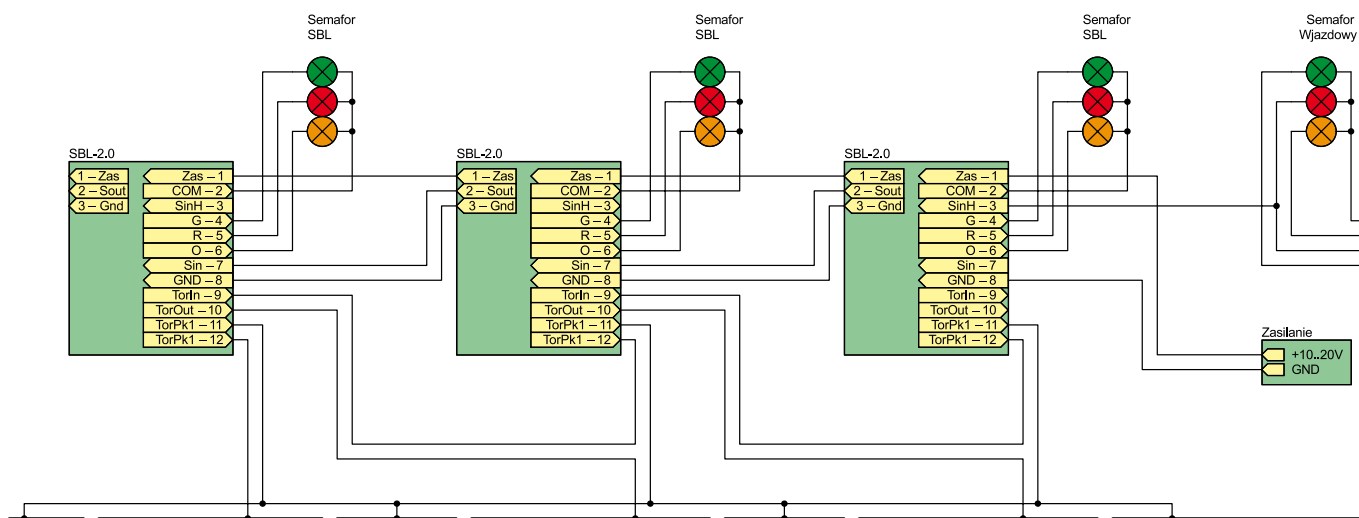 Semafor
SBL
Semafor
SBL
Semafor
SBL
Semafor
Wjazdowy
SBL-2.0
1 – Zas
2 – Sout
3 – Gnd
Zas – 1
COM – 2
SinH – 3
G – 4
R – 5
O – 6
Sin – 7
GND – 8
TorIn – 9
TorOut – 10
TorPk1 – 11
TorPk1 – 12
SBL-2.0
1 – Zas
2 – Sout
3 – Gnd
Zas – 1
COM – 2
SinH – 3
G – 4
R – 5
O – 6
Sin – 7
GND – 8
TorIn – 9
TorOut – 10
TorPk1 – 11
TorPk1 – 12
SBL-2.0
1 – Zas
2 – Sout
3 – Gnd
Zas – 1
COM – 2
SinH – 3
G – 4
R – 5
O – 6
Sin – 7
GND – 8
TorIn – 9
TorOut – 10
TorPk1 – 11
TorPk1 – 12
Zasilanie
+10..20V
GND